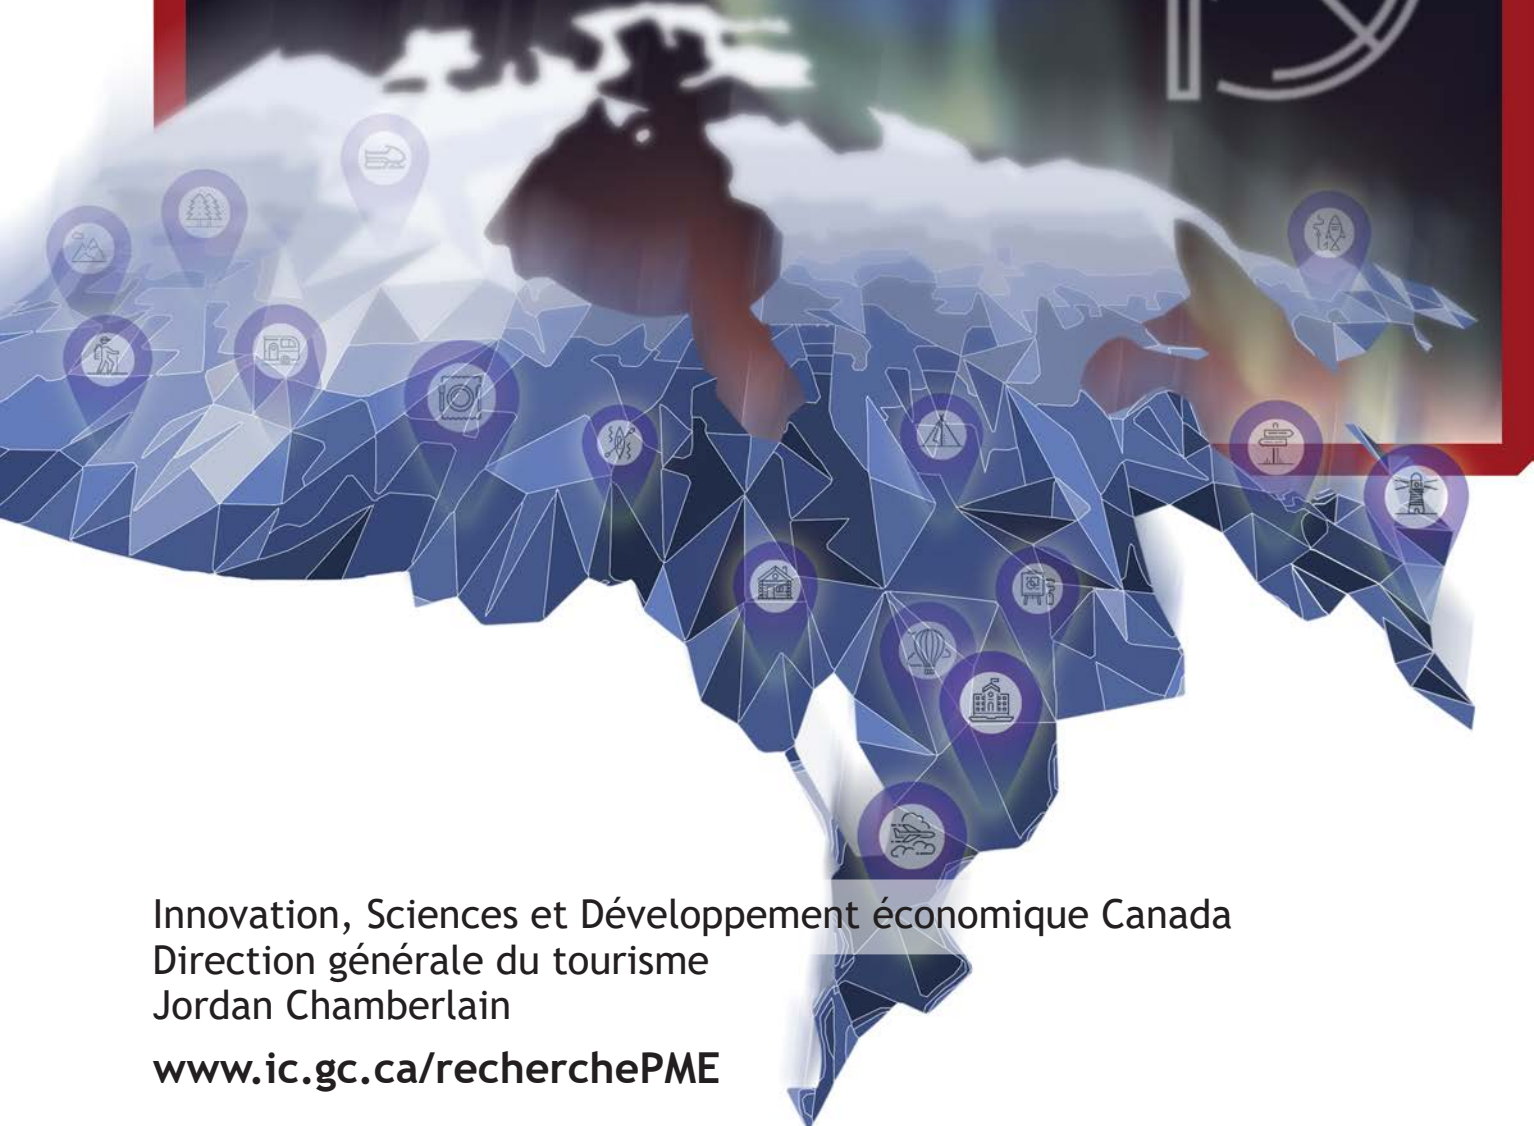 Innovation, Sciences et Développement économique Canada
Direction générale du tourisme
Jordan Chamberlain
www.ic.gc.ca/recherchePME